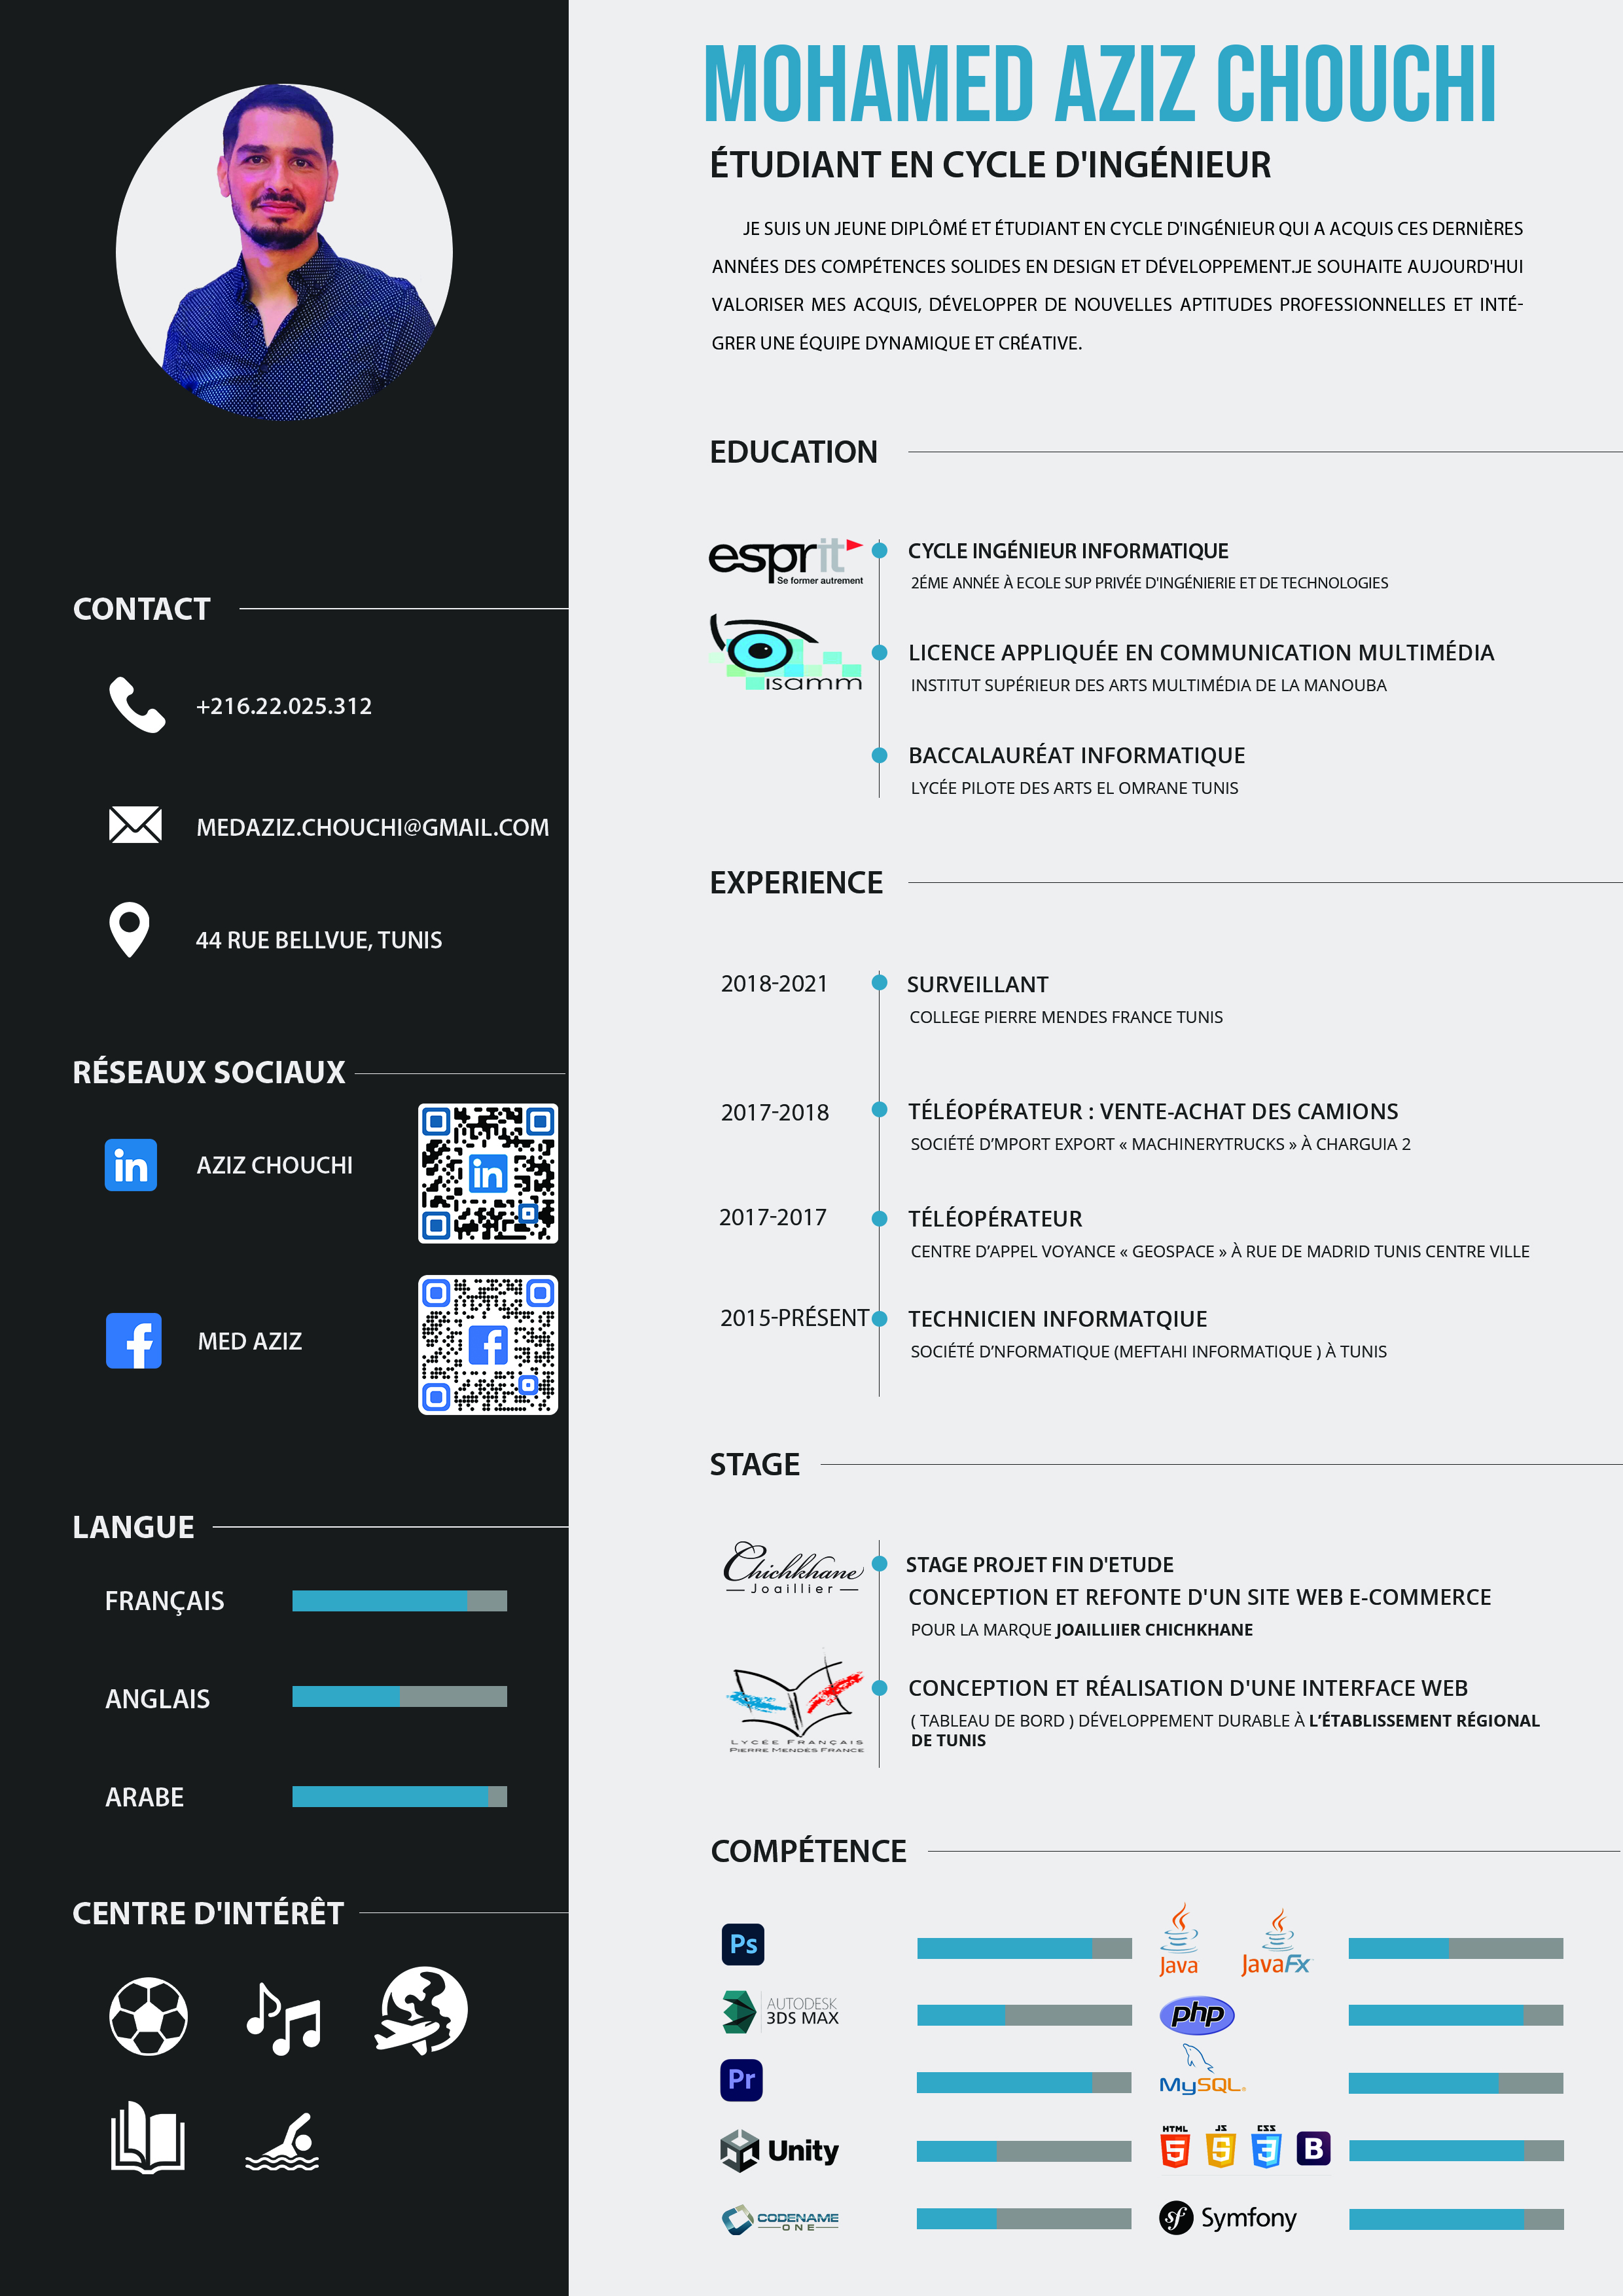 MOHAMED AZIZ CHOUCHI
ÉTUDIANT EN CYCLE D'INGÉNIEUR
JE SUIS UN JEUNE DIPLÔMÉ ET ÉTUDIANT EN CYCLE D'INGÉNIEUR QUI A ACQUIS CES DERNIÈRES
ANNÉES DES COMPÉTENCES SOLIDES EN DESIGN ET DÉVELOPPEMENT.JE SOUHAITE AUJOURD'HUI
VALORISER MES ACQUIS, DÉVELOPPER DE NOUVELLES APTITUDES PROFESSIONNELLES ET INTÉ-
GRER UNE ÉQUIPE DYNAMIQUE ET CRÉATIVE.
CONTACT
+216.22.025.312
MEDAZIZ.CHOUCHI@GMAIL.COM
44 RUE BELLVUE, TUNIS
RÉSEAUX SOCIAUX
in
AZIZ CHOUCHI
in
f
MED AZIZ
f
LANGUE
FRANÇAIS
ANGLAIS
ARABE
CENTRE D'INTÉRÊT
EDUCATION
esprit
Se former autrement
CYCLE INGÉNIEUR INFORMATIQUE
2ÉME ANNÉE À ECOLE SUP PRIVÉE D'INGÉNIERIE ET DE TECHNOLOGIES
isamm
LICENCE APPLIQUÉE EN COMMUNICATION MULTIMÉDIA
INSTITUT SUPÉRIEUR DES ARTS MULTIMÉDIA DE LA MANOUBA
BACCALAURÉAT INFORMATIQUE
LYCÉE PILOTE DES ARTS EL OMRANE TUNIS
EXPERIENCE
2018-2021
SURVEILLANT
COLLEGE PIERRE MENDES FRANCE TUNIS
2017-2018
TÉLÉOPÉRATEUR : VENTE-ACHAT DES CAMIONS
SOCIÉTÉ D’MPORT EXPORT « MACHINERYTRUCKS » À CHARGUIA 2
2017-2017
TÉLÉOPÉRATEUR
CENTRE D’APPEL VOYANCE « GEOSPACE » À RUE DE MADRID TUNIS CENTRE VILLE
2015-PRÉSENT
TECHNICIEN INFORMATQIUE
SOCIÉTÉ D’NFORMATIQUE (MEFTAHI INFORMATIQUE ) À TUNIS
STAGE
Chichkhane
Joaillier
STAGE PROJET FIN D'ETUDE
CONCEPTION ET REFONTE D'UN SITE WEB E-COMMERCE
POUR LA MARQUE JOAILLIIER CHICHKHANE
LYCÉE FRANÇAIS
PIERRE MENDÈS FRANCE
CONCEPTION ET RÉALISATION D'UNE INTERFACE WEB
( TABLEAU DE BORD ) DÉVELOPPEMENT DURABLE À L’ÉTABLISSEMENT RÉGIONAL
DE TUNIS
COMPÉTENCE
Ps
Java
JavaFx
AUTODESK
3DS MAX
php
Pr
MySQL
Unity
HTML
5
JS
5
CSS
3
B
CODENAME
ONE
sf Symfony